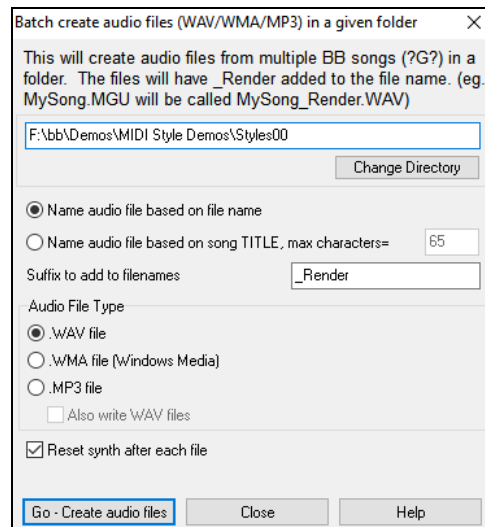 Batch create audio files (WAV/WMA/MP3) in a given folder
This will create audio files from multiple BB songs (?G?) in a
folder. The files will have _Render added to the file name. (eg.
MySong.MGU will be called MySong_Render.WAV)
F:\bb\Demos\MIDI Style Demos\Styles00
Change Directory
Name audio file based on file name
Name audio file based on song TITLE, max characters= 65
Suffix to add to filenames _Render
Audio File Type
.WAV file
.WMA file (Windows Media)
.MP3 file
Also write WAV files
Reset synth after each file
Go - Create audio files Close Help